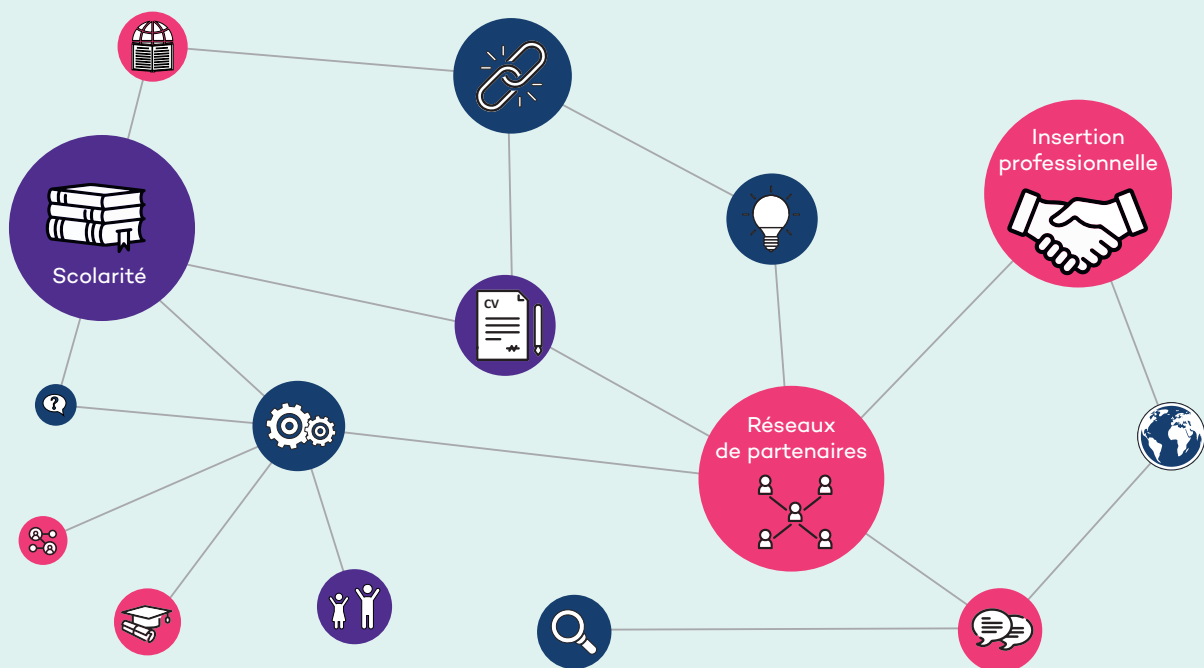 Insertion
professionnelle
Scolarité
CV
?
Réseaux
de partenaires